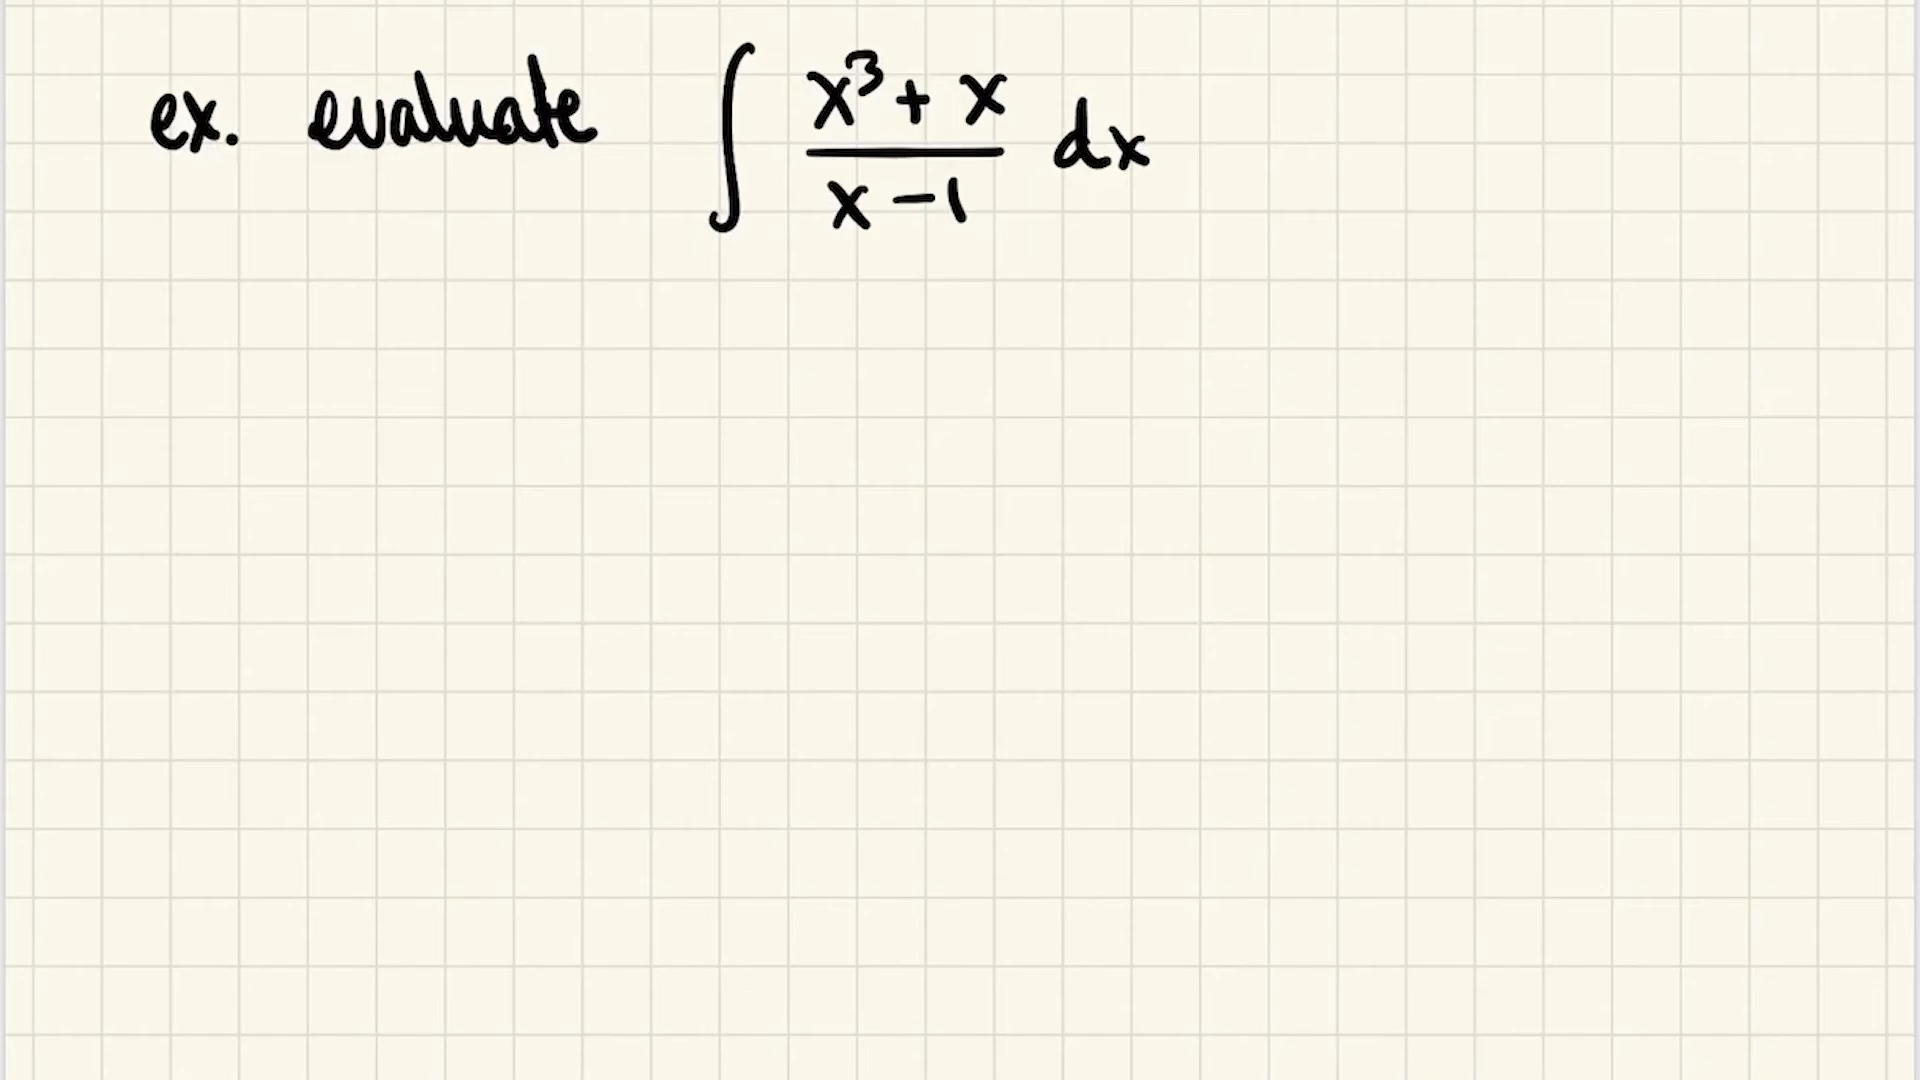 ex. evaluate ∫ x³ + x / x - 1 dx